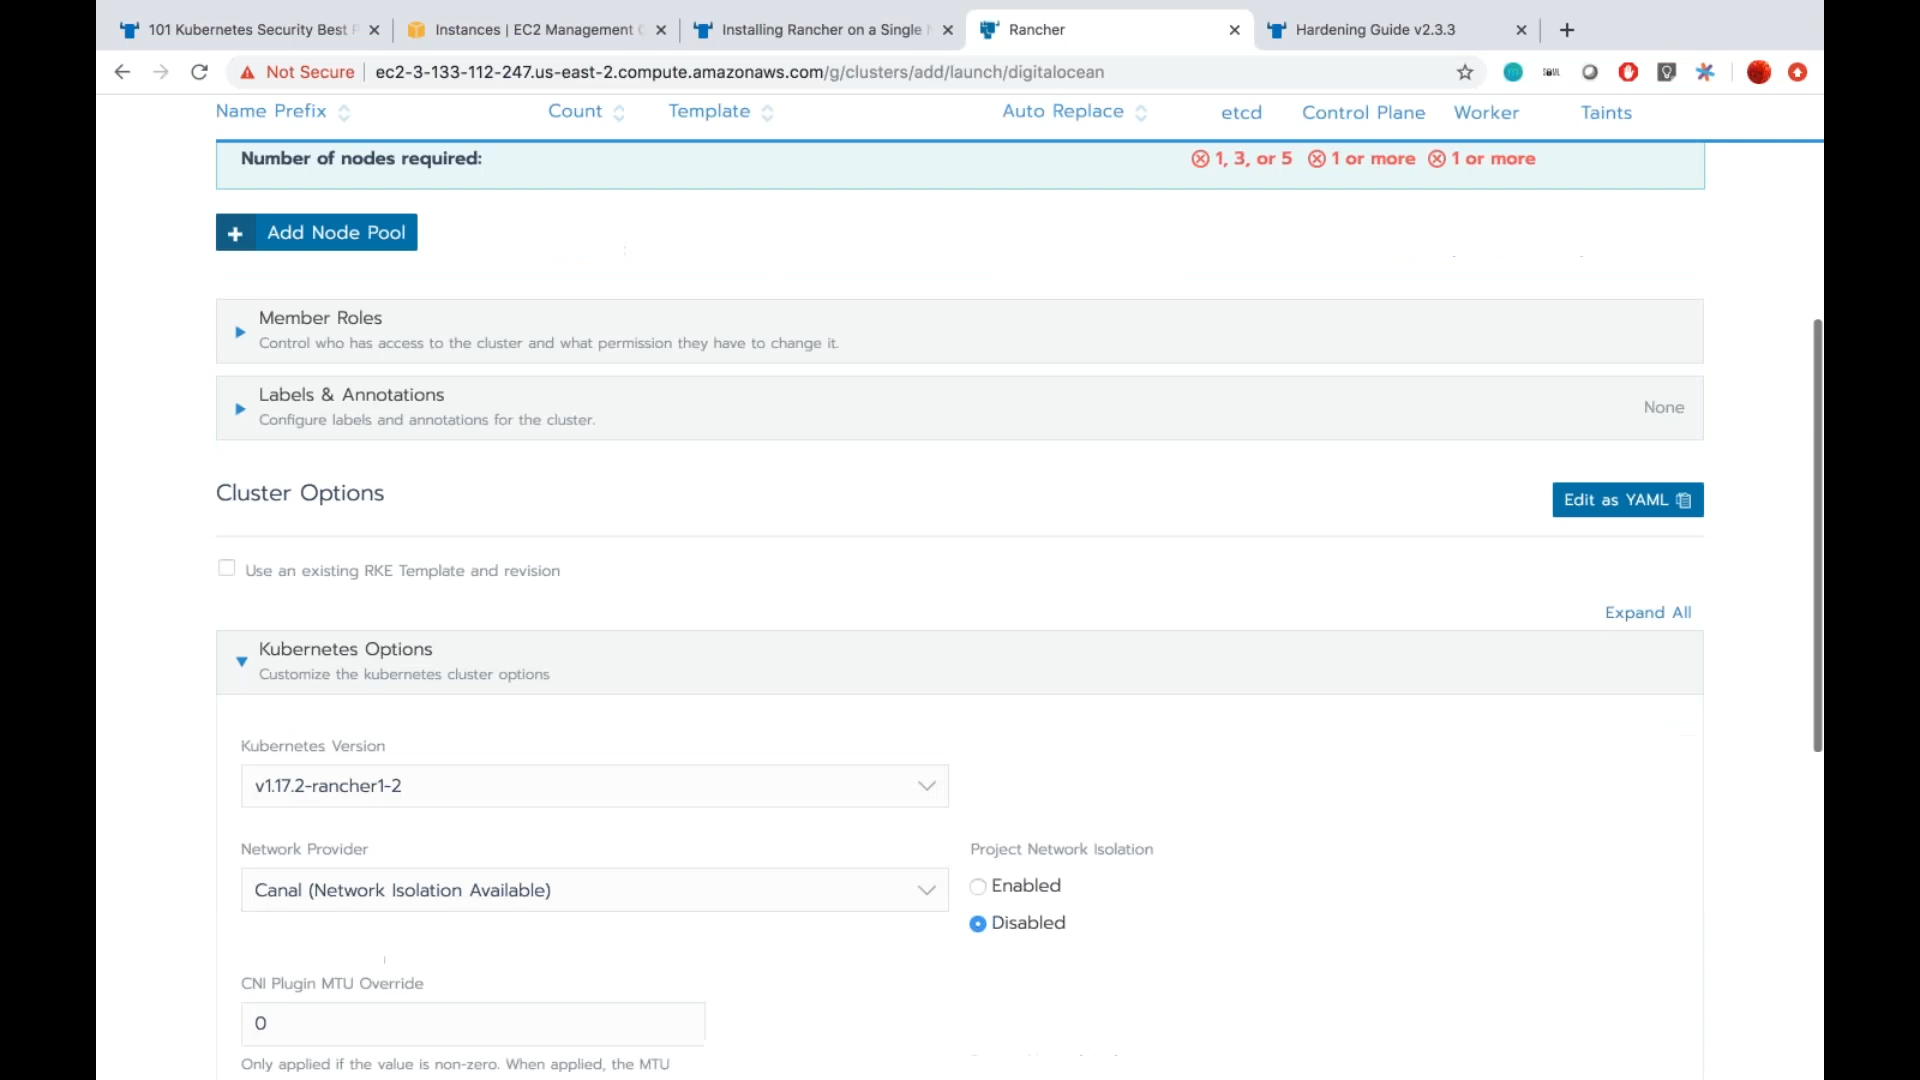 101 Kubernetes Security Best P
Instances | EC2 Management C
Installing Rancher on a Single N
Rancher
Hardening Guide v2.3.3
Not Secure
ec2-3-133-112-247.us-east-2.compute.amazonaws.com/g/clusters/add/launch/digitalocean
Name Prefix Count Template Auto Replace etcd Control Plane Worker Taints
Number of nodes required: 1, 3, or 5 1 or more 1 or more
Add Node Pool
Member Roles
Control who has access to the cluster and what permission they have to change it.
Labels & Annotations
Configure labels and annotations for the cluster.
None
Cluster Options
Edit as YAML
Use an existing RKE Template and revision
Expand All
Kubernetes Options
Customize the kubernetes cluster options
Kubernetes Version
v1.17.2-rancher1-2
Network Provider
Canal (Network Isolation Available)
Project Network Isolation
Enabled
Disabled
CNI Plugin MTU Override
0
Only applied if the value is non-zero. When applied, the MTU